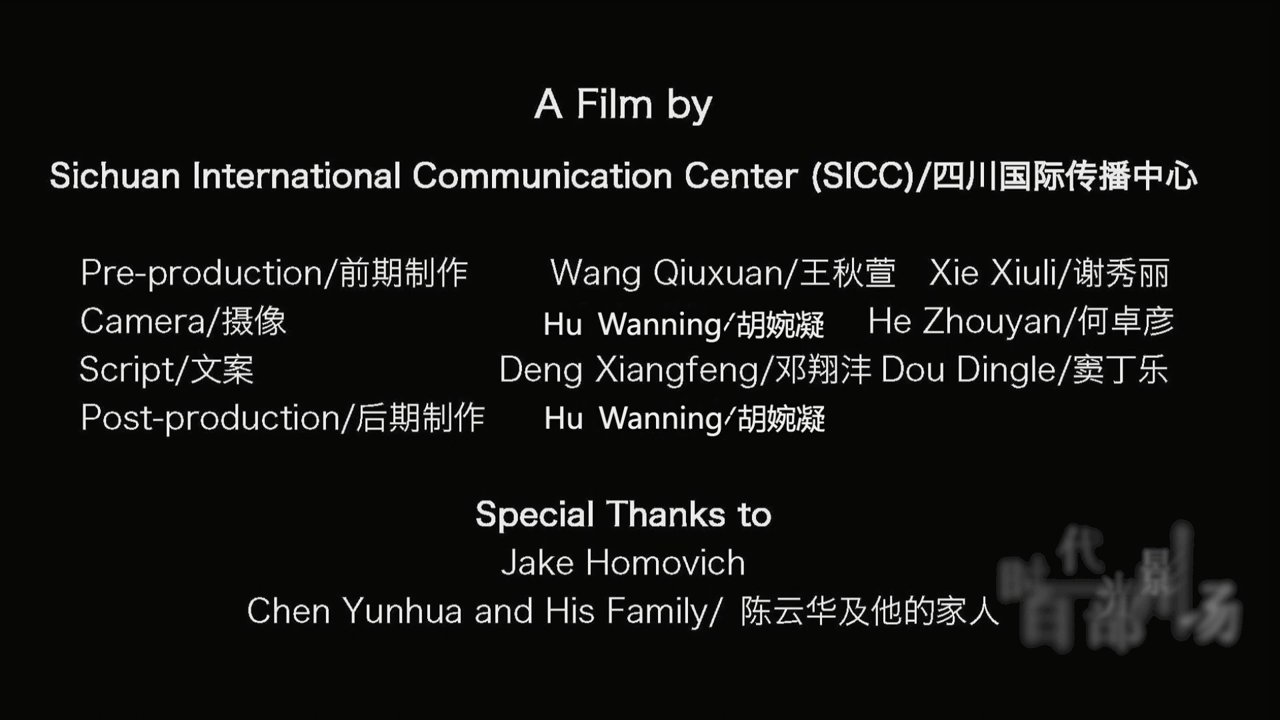 A Film by
Sichuan International Communication Center (SICC)/四川国际传播中心
Pre-production/前期制作 Wang Qiuxuan/王秋萱 Xie Xiuli/谢秀丽
Camera/摄像 Hu Wanning/胡婉凝 He Zhouyan/何卓彦
Script/文案 Deng Xiangfeng/邓翔沣 Dou Dingle/窦丁乐
Post-production/后期制作 Hu Wanning/胡婉凝
Special Thanks to
Jake Homovich
Chen Yunhua and His Family/ 陈云华及他的家人